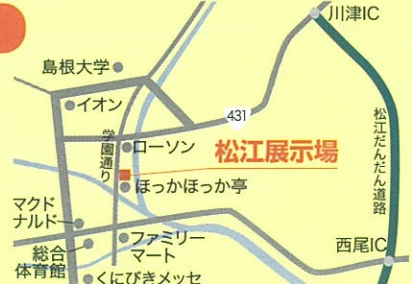 川津IC
島根大学
イオン
431
学園通り
ローソン
松江展示場
松江だんだん道路
ほっかほっか亭
マクド
ナルド
総合
体育館
ファミリー
マート
西尾IC
くにびきメッセ